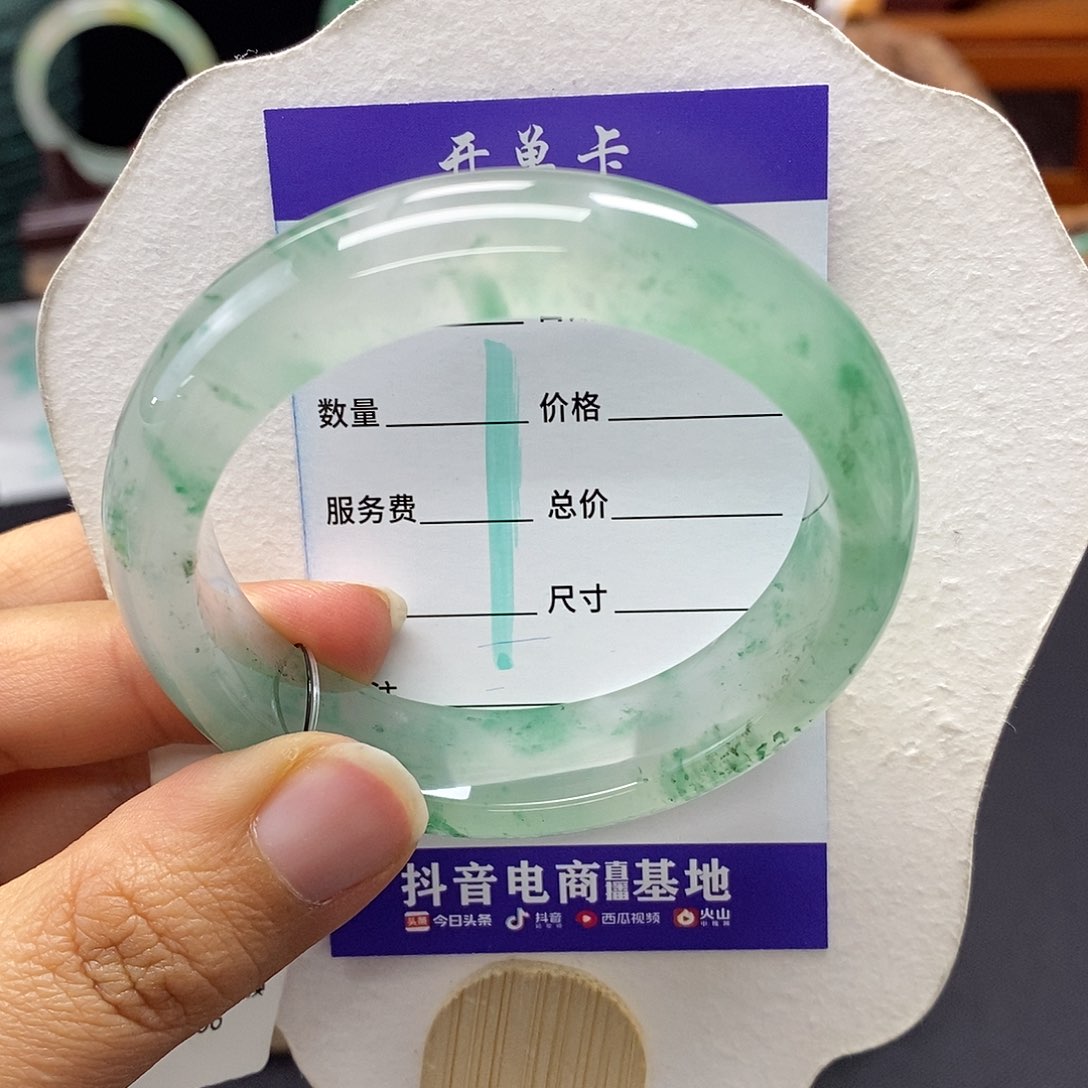 开单卡
数量 价格
服务费 总价
尺寸
抖音电商直播基地
今日头条 抖音 西瓜视频 火山